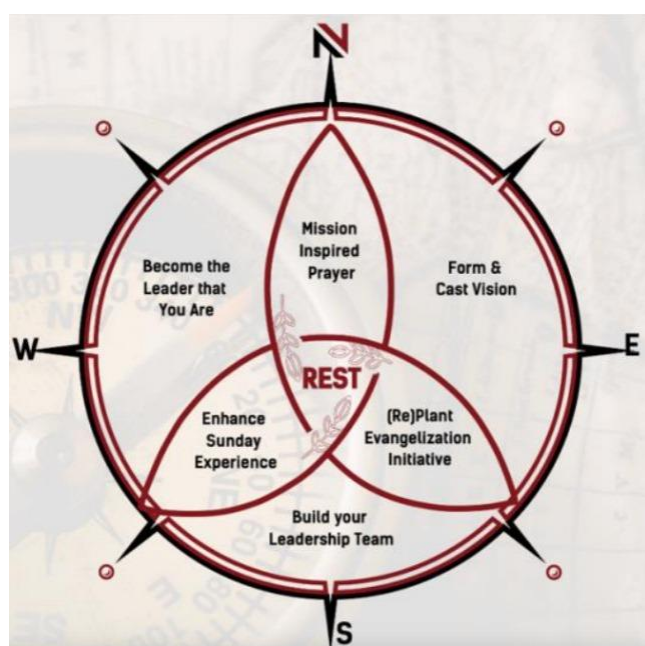 N
Mission
Inspired
Prayer
Become the
Leader that
You Are
Form &
Cast Vision
W
E
REST
Enhance
Sunday
Experience
(Re)Plant
Evangelization
Initiative
Build your
Leadership Team
S